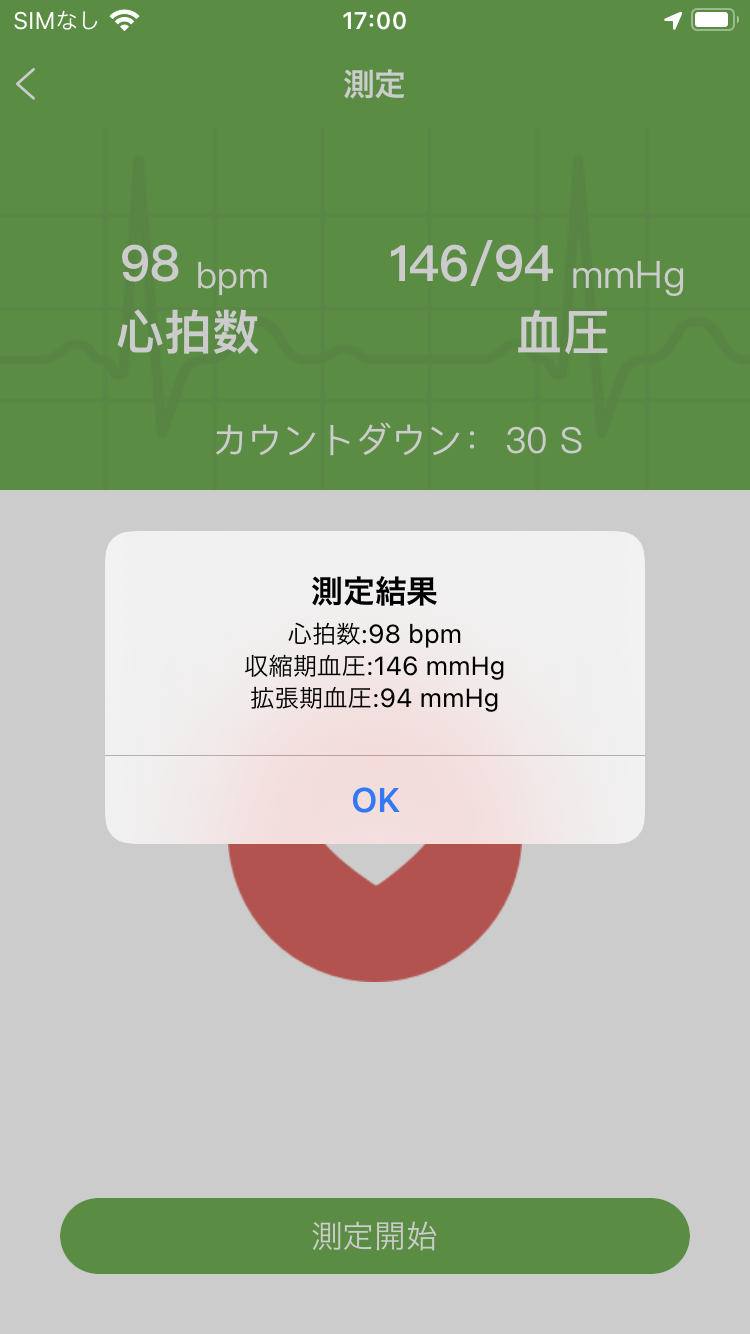 SIMなし 17:00
測定
98 bpm 146/94 mmHg
心拍数 血圧
カウントダウン: 30 S
測定結果
心拍数:98 bpm
収縮期血圧:146 mmHg
拡張期血圧:94 mmHg
OK
測定開始